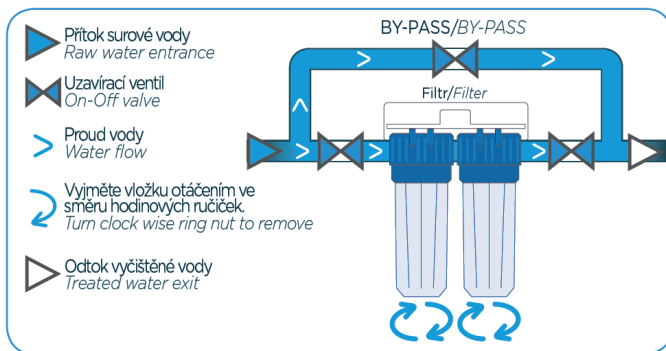 Přítok surové vody
Raw water entrance
Uzavírací ventil
On-Off valve
Proud vody
Water flow
Vyjměte vložku otáčením ve
směru hodinových ručiček.
Turn clock wise ring nut to remove
Odtok vyčištěné vody
Treated water exit
BY-PASS/BY-PASS
Filtr/Filter